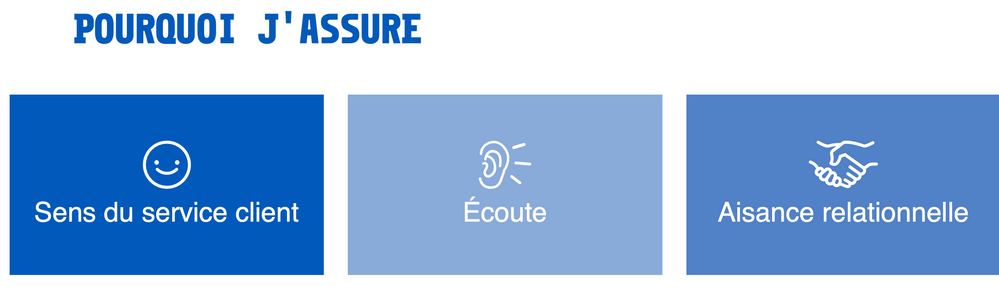 POURQUOI J'ASSURE
Sens du service client
Écoute
Aisance relationnelle